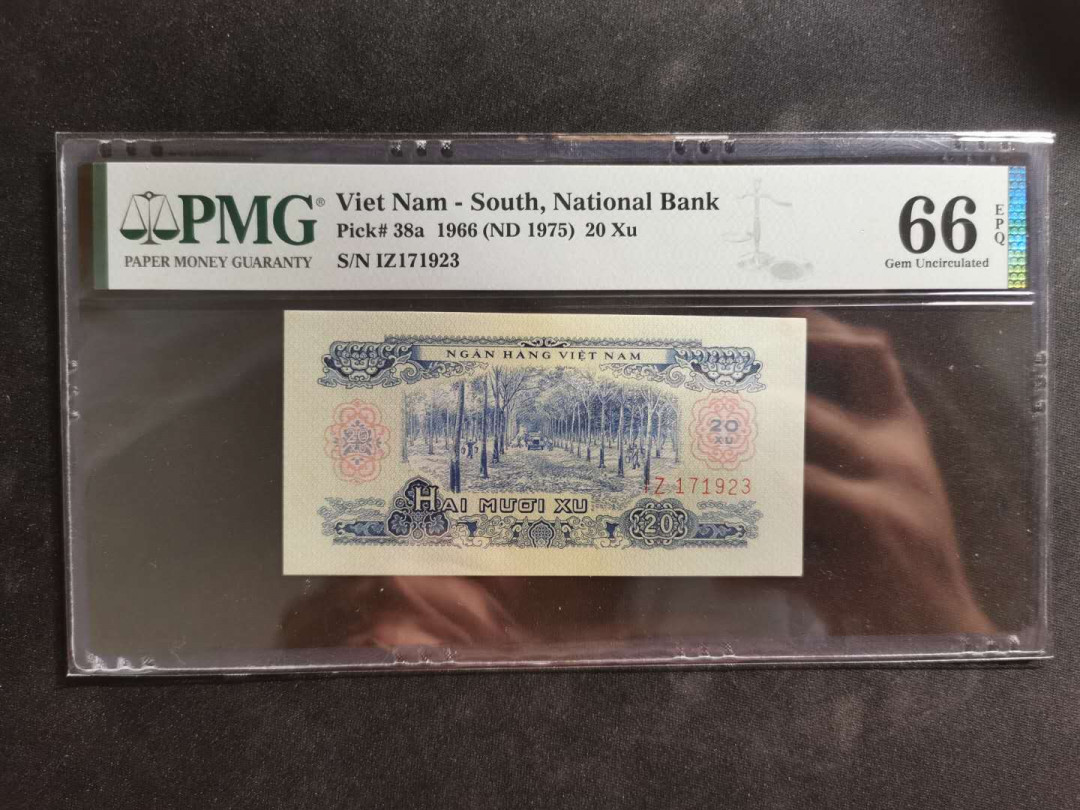 PMG®
PAPER MONEY GUARANTY
Viet Nam - South, National Bank
Pick# 38a 1966 (ND 1975) 20 Xu
S/N IZ171923
66
EPQ
Gem Uncirculated
NGÂN HÀNG VIỆT NAM
20
XU
IZ 171923
HAI MƯƠI XU
20